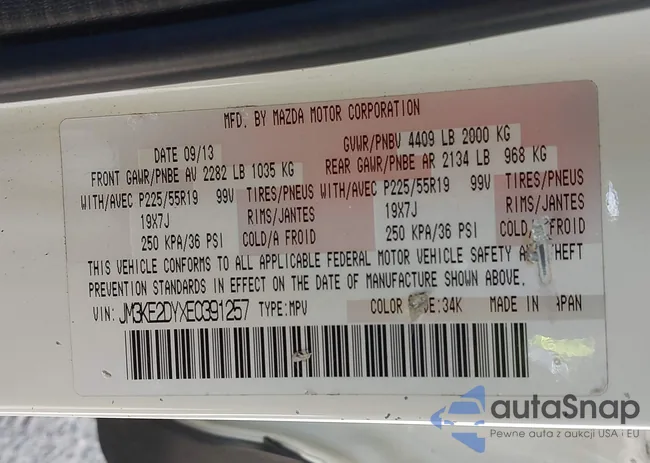 MFD. BY MAZDA MOTOR CORPORATION
DATE 09/13 GVWR/PNBV 4409 LB 2000 KG
FRONT GAWR/PNBE AV 2282 LB 1035 KG REAR GAWR/PNBE AR 2134 LB 968 KG
WITH/AVEC P225/55R19 99V TIRES/PNEUS WITH/AVEC P225/55R19 99V TIRES/PNEUS
19X7J RIMS/JANTES 19X7J RIMS/JANTES
250 KPA/36 PSI COLD/A FROID 250 KPA/36 PSI COLD/A FROID
THIS VEHICLE CONFORMS TO ALL APPLICABLE FEDERAL MOTOR VEHICLE SAFETY THEFT
PREVENTION STANDARDS IN EFFECT ON THE DATE OF MANUFACTURE SHOWN ABOVE.
VIN: JM3KE2DYXE0391257 TYPE:MPV COLOR 34K MADE IN JAPAN
autaSnap
Pewne auta z aukcji USA i EU